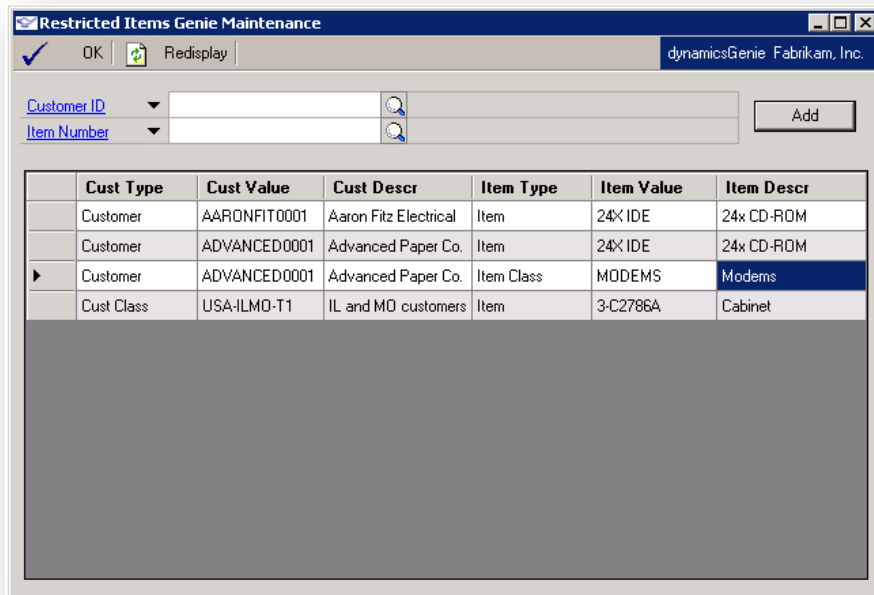 Restricted Items Genie Maintenance
OK Redisplay dynamicsGenie Fabrikam, Inc.
Customer ID
Item Number
Add
Cust Type Cust Value Cust Descr Item Type Item Value Item Descr
Customer AARONFIT0001 Aaron Fitz Electrical Item 24X IDE 24x CD-ROM
Customer ADVANCED0001 Advanced Paper Co. Item 24X IDE 24x CD-ROM
Customer ADVANCED0001 Advanced Paper Co. Item Class MODEMS Modems
Cust Class USA-ILMO-T1 IL and MO customers Item 3-C2786A Cabinet